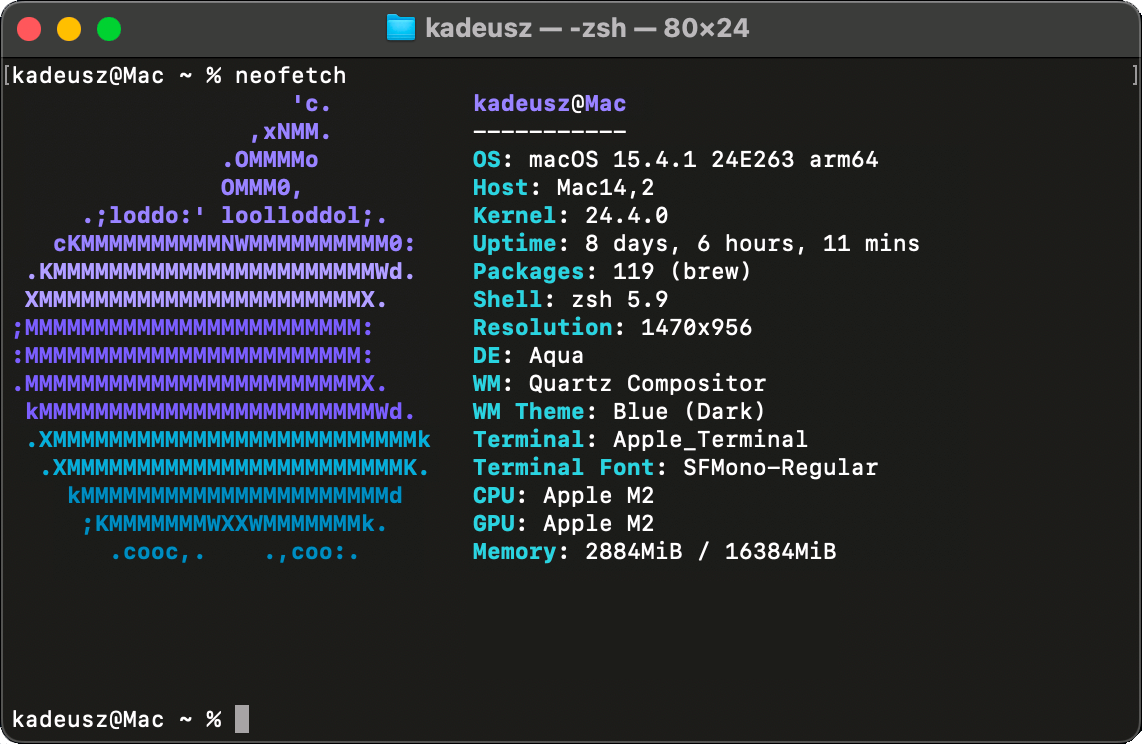 kadeusz — -zsh — 80×24
[kadeusz@Mac ~ % neofetch ]
                    'c.          kadeusz@Mac
                 ,xNMM.          -----------
               .OMMMMo           OS: macOS 15.4.1 24E263 arm64
               OMMM0,            Host: Mac14,2
     .;loddo:' loolloddol;.      Kernel: 24.4.0
   cKMMMMMMMMMMNWMMMMMMMMMM0:    Uptime: 8 days, 6 hours, 11 mins
 .KMMMMMMMMMMMMMMMMMMMMMMMWd.    Packages: 119 (brew)
 XMMMMMMMMMMMMMMMMMMMMMMMX.      Shell: zsh 5.9
;MMMMMMMMMMMMMMMMMMMMMMMM:       Resolution: 1470x956
:MMMMMMMMMMMMMMMMMMMMMMMM:       DE: Aqua
.MMMMMMMMMMMMMMMMMMMMMMMMX.      WM: Quartz Compositor
 kMMMMMMMMMMMMMMMMMMMMMMMMWd.    WM Theme: Blue (Dark)
 .XMMMMMMMMMMMMMMMMMMMMMMMMMMk   Terminal: Apple_Terminal
  .XMMMMMMMMMMMMMMMMMMMMMMMMK.   Terminal Font: SFMono-Regular
    kMMMMMMMMMMMMMMMMMMMMMMd     CPU: Apple M2
     ;KMMMMMMMWXXWMMMMMMMk.      GPU: Apple M2
       .cooc,.    .,coo:.        Memory: 2884MiB / 16384MiB
kadeusz@Mac ~ %